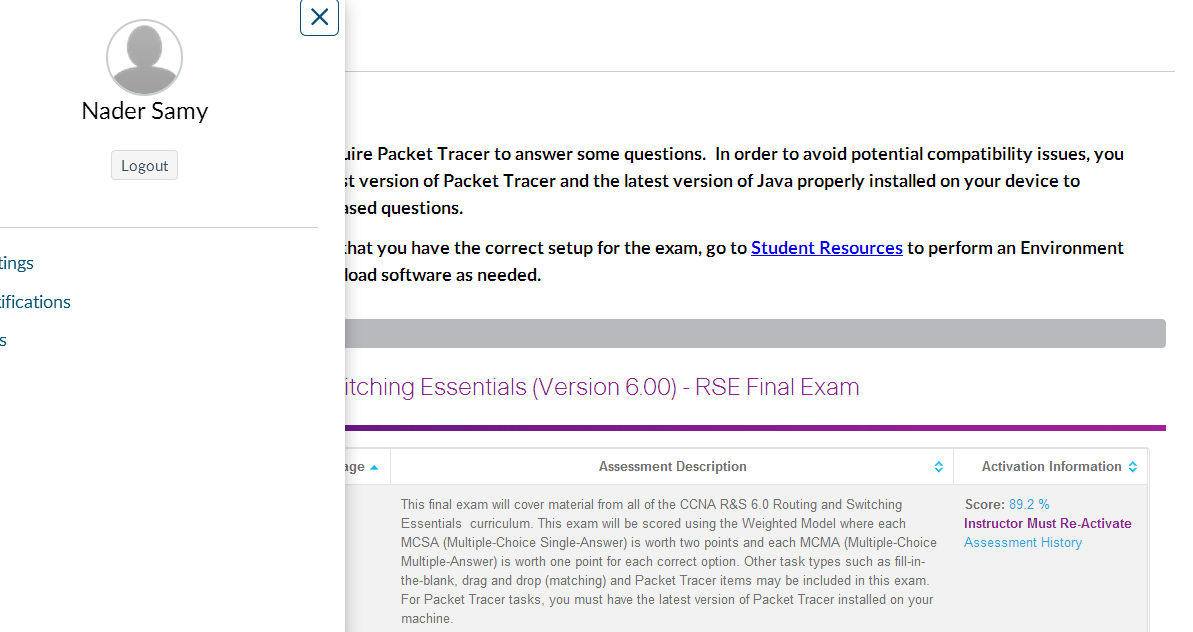 Nader Samy
Logout
tings
ifications
s
uire Packet Tracer to answer some questions.  In order to avoid potential compatibility issues, you
st version of Packet Tracer and the latest version of Java properly installed on your device to
ased questions.
that you have the correct setup for the exam, go to Student Resources to perform an Environment
load software as needed.
itching Essentials (Version 6.00) - RSE Final Exam
age
Assessment Description
Activation Information
This final exam will cover material from all of the CCNA R&S 6.0 Routing and Switching
Essentials  curriculum. This exam will be scored using the Weighted Model where each
MCSA (Multiple-Choice Single-Answer) is worth two points and each MCMA (Multiple-Choice
Multiple-Answer) is worth one point for each correct option. Other task types such as fill-in-
the-blank, drag and drop (matching) and Packet Tracer items may be included in this exam.
For Packet Tracer tasks, you must have the latest version of Packet Tracer installed on your
machine.
Score: 89.2 %
Instructor Must Re-Activate
Assessment History